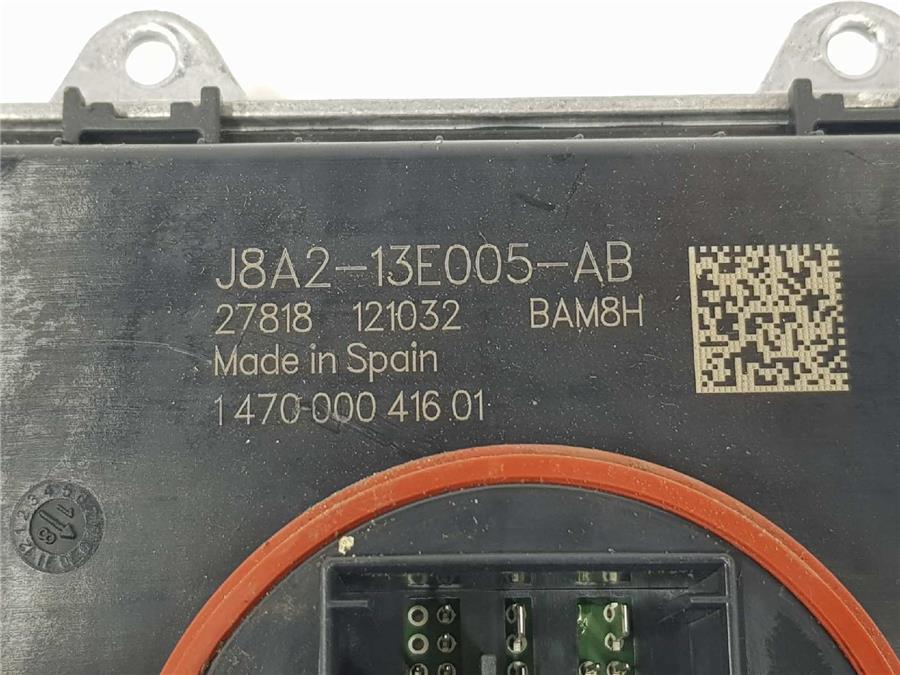 J8A2-13E005-AB
27818 121032 BAM8H
Made in Spain
1 470 000 416 01